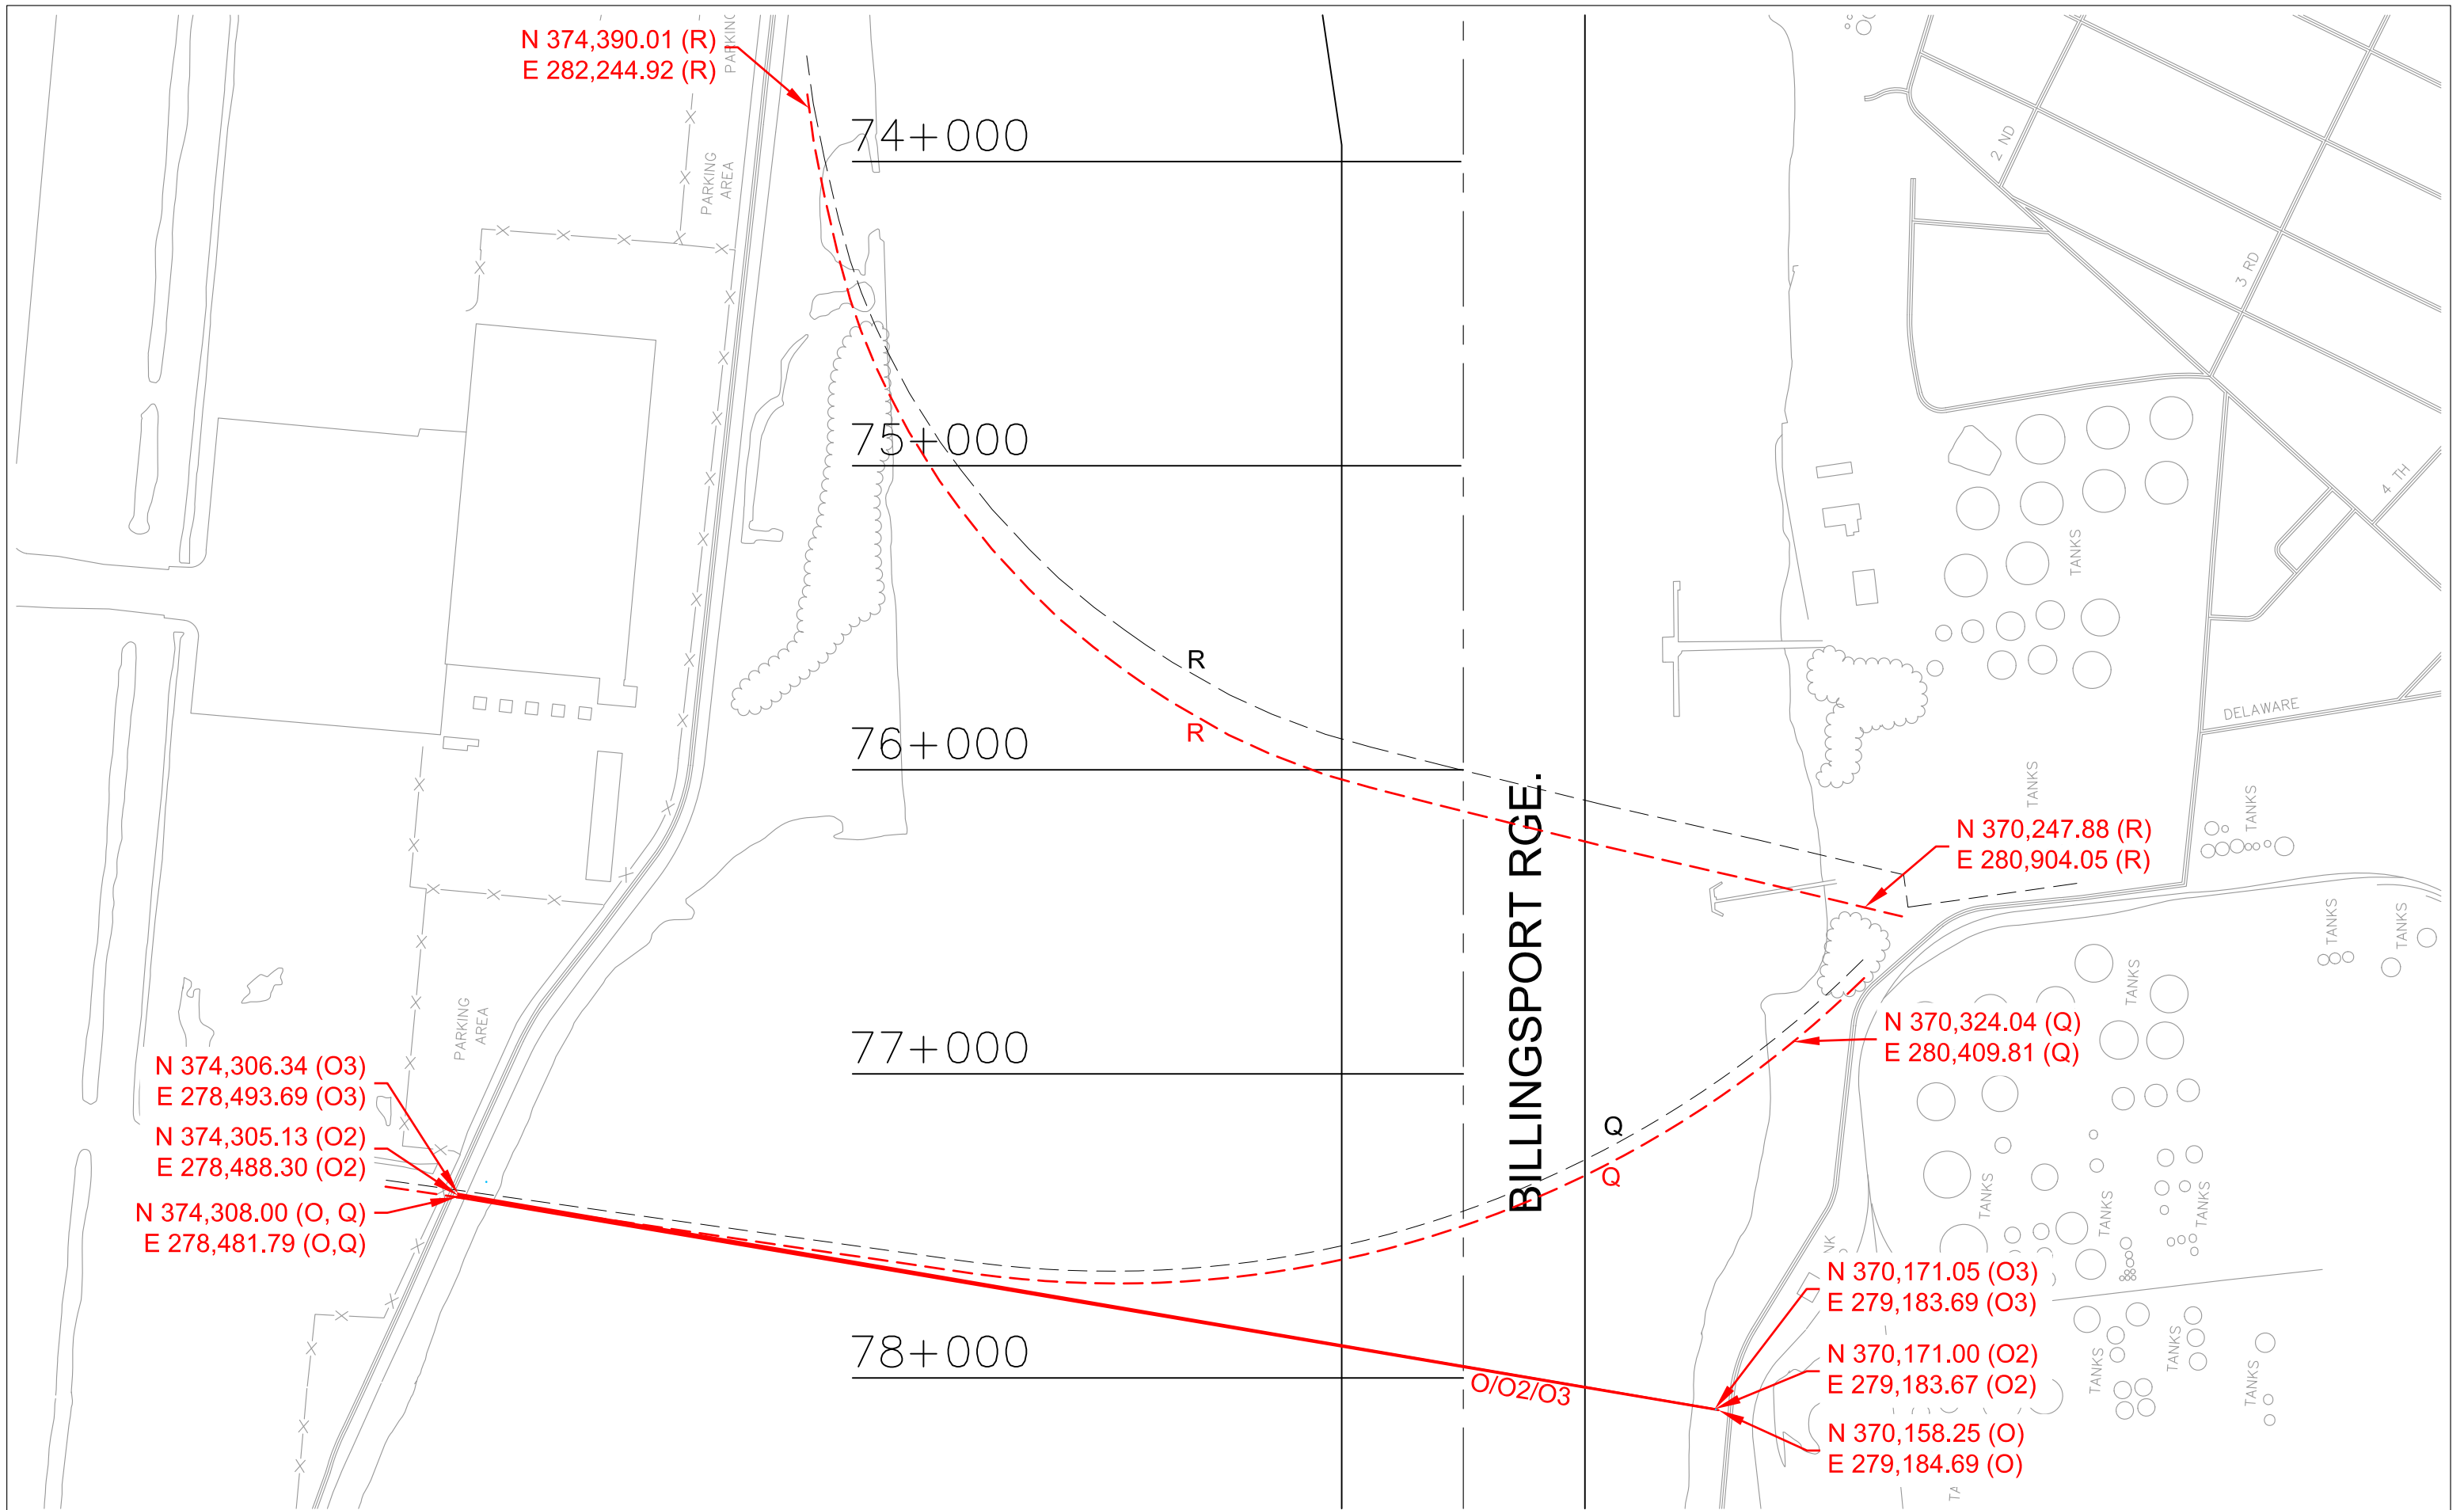 N 374,390.01 (R)
E 282,244.92 (R)
PARKING
PARKING
AREA
74+000
2 ND
3 RD
75+000
4 TH
TANKS
R
R
DELAWARE
76+000
TANKS
TANKS
BILLINGSPORT RGE.
N 370,247.88 (R)
E 280,904.05 (R)
TANKS
TANKS
TANKS
PARKING
AREA
N 370,324.04 (Q)
E 280,409.81 (Q)
77+000
N 374,306.34 (O3)
E 278,493.69 (O3)
N 374,305.13 (O2)
E 278,488.30 (O2)
N 374,308.00 (O, Q)
E 278,481.79 (O,Q)
Q
Q
TANKS
TANKS
TANKS
NK
N 370,171.05 (O3)
E 279,183.69 (O3)
78+000
O/O2/O3
N 370,171.00 (O2)
E 279,183.67 (O2)
TANKS
TANKS
TANKS
N 370,158.25 (O)
E 279,184.69 (O)
TA